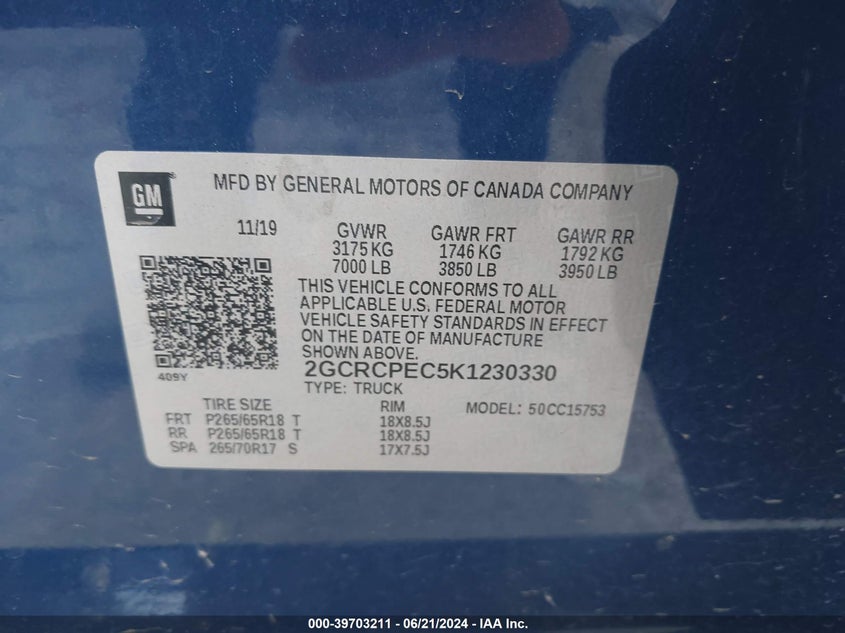 GM
MFD BY GENERAL MOTORS OF CANADA COMPANY
11/19 GVWR GAWR FRT GAWR RR
3175 KG 1746 KG 1792 KG
7000 LB 3850 LB 3950 LB
THIS VEHICLE CONFORMS TO ALL
APPLICABLE U.S. FEDERAL MOTOR
VEHICLE SAFETY STANDARDS IN EFFECT
ON THE DATE OF MANUFACTURE
SHOWN ABOVE.
409Y
2GCRCPEC5K1230330
TYPE: TRUCK
TIRE SIZE RIM MODEL: 50CC15753
FRT P265/65R18 T 18X8.5J
RR P265/65R18 T 18X8.5J
SPA 265/70R17 S 17X7.5J
000-39703211 - 06/21/2024 - IAA Inc.